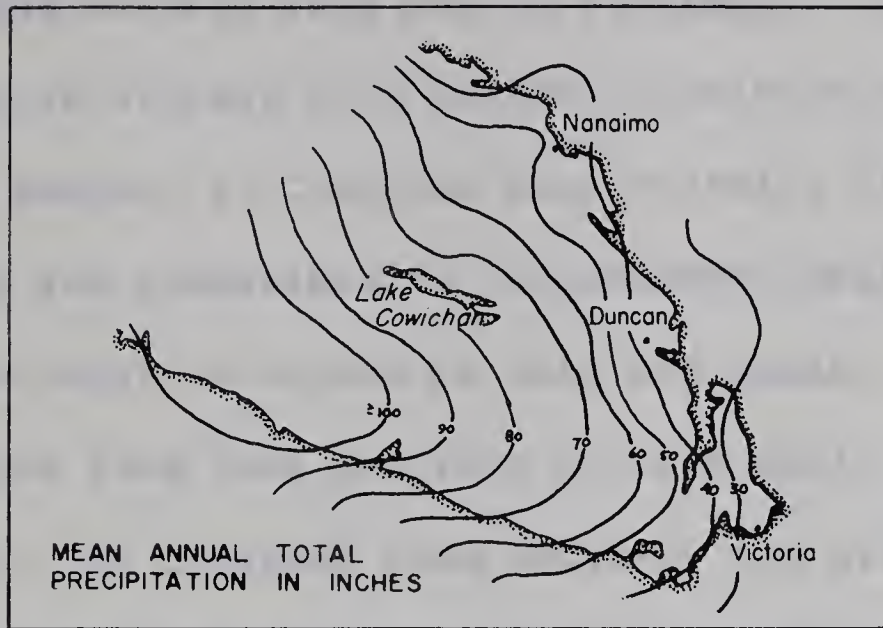 Nanaimo
Lake
Cowichan
Duncan
≥100
90
80
70
60
50
40
30
Victoria
MEAN ANNUAL TOTAL
PRECIPITATION IN INCHES